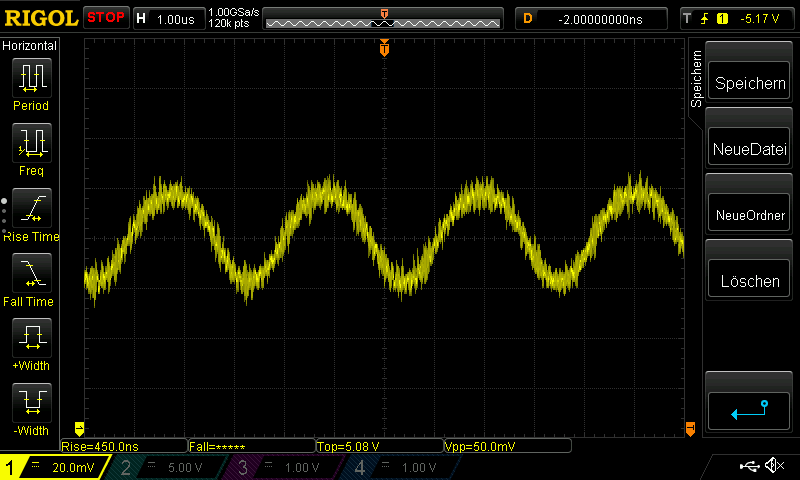 RIGOL STOP H 1.00us 1.00GSa/s 120k pts T D -2.00000000ns T 1 -5.17 V
Horizontal
Period
Freq
Rise Time
Fall Time
+Width
-Width
T
Speichern
Speichern
NeueDatei
NeueOrdner
Löschen
T
Rise=450.0ns Fall=***** Top=5.08 V Vpp=50.0mV
1 = 20.0mV 2 = 5.00 V 3 = 1.00 V 4 = 1.00 V